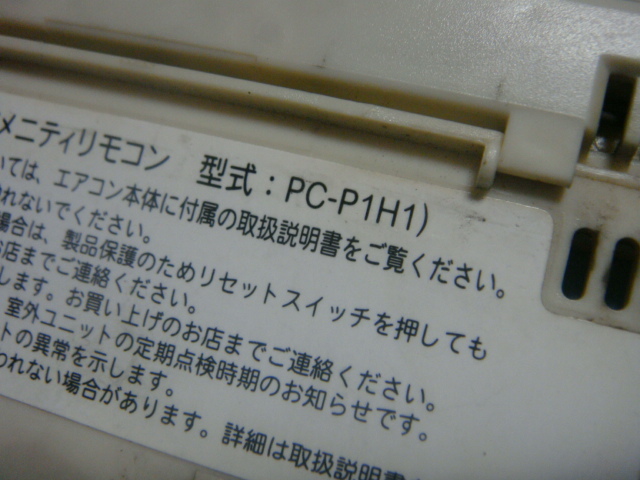 メニティリモコン 型式：PC-P1H1）
いては、エアコン本体に付属の取扱説明書をご覧ください。
れないでください。
場合は、製品保護のためリセットスイッチを押しても
お店までご連絡ください。
します。お買い上げのお店までご連絡ください。
室外ユニットの定期点検時期のお知らせです。
トの異常を示します。
われない場合があります。詳細は取扱説明書